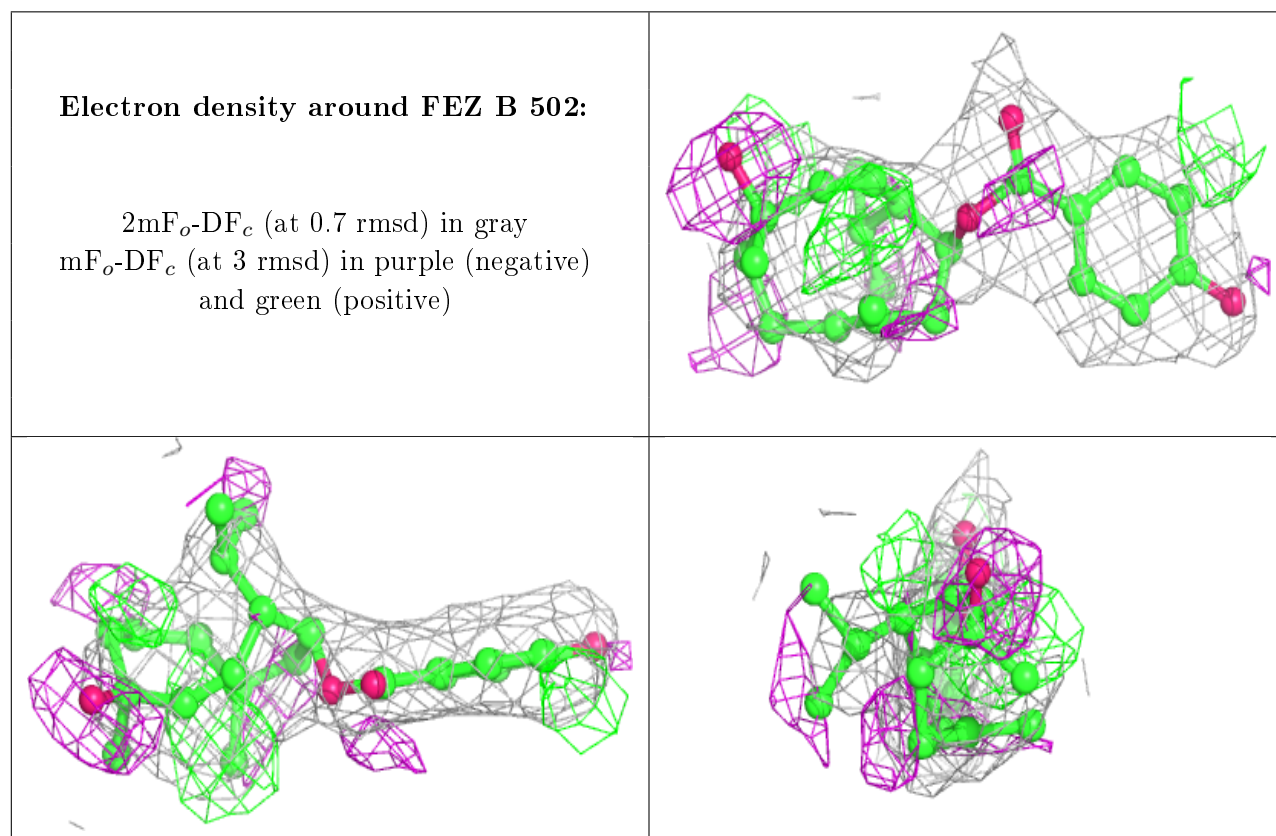 Electron density around FEZ B 502:
2mFo-DFc (at 0.7 rmsd) in gray
mFo-DFc (at 3 rmsd) in purple (negative)
and green (positive)